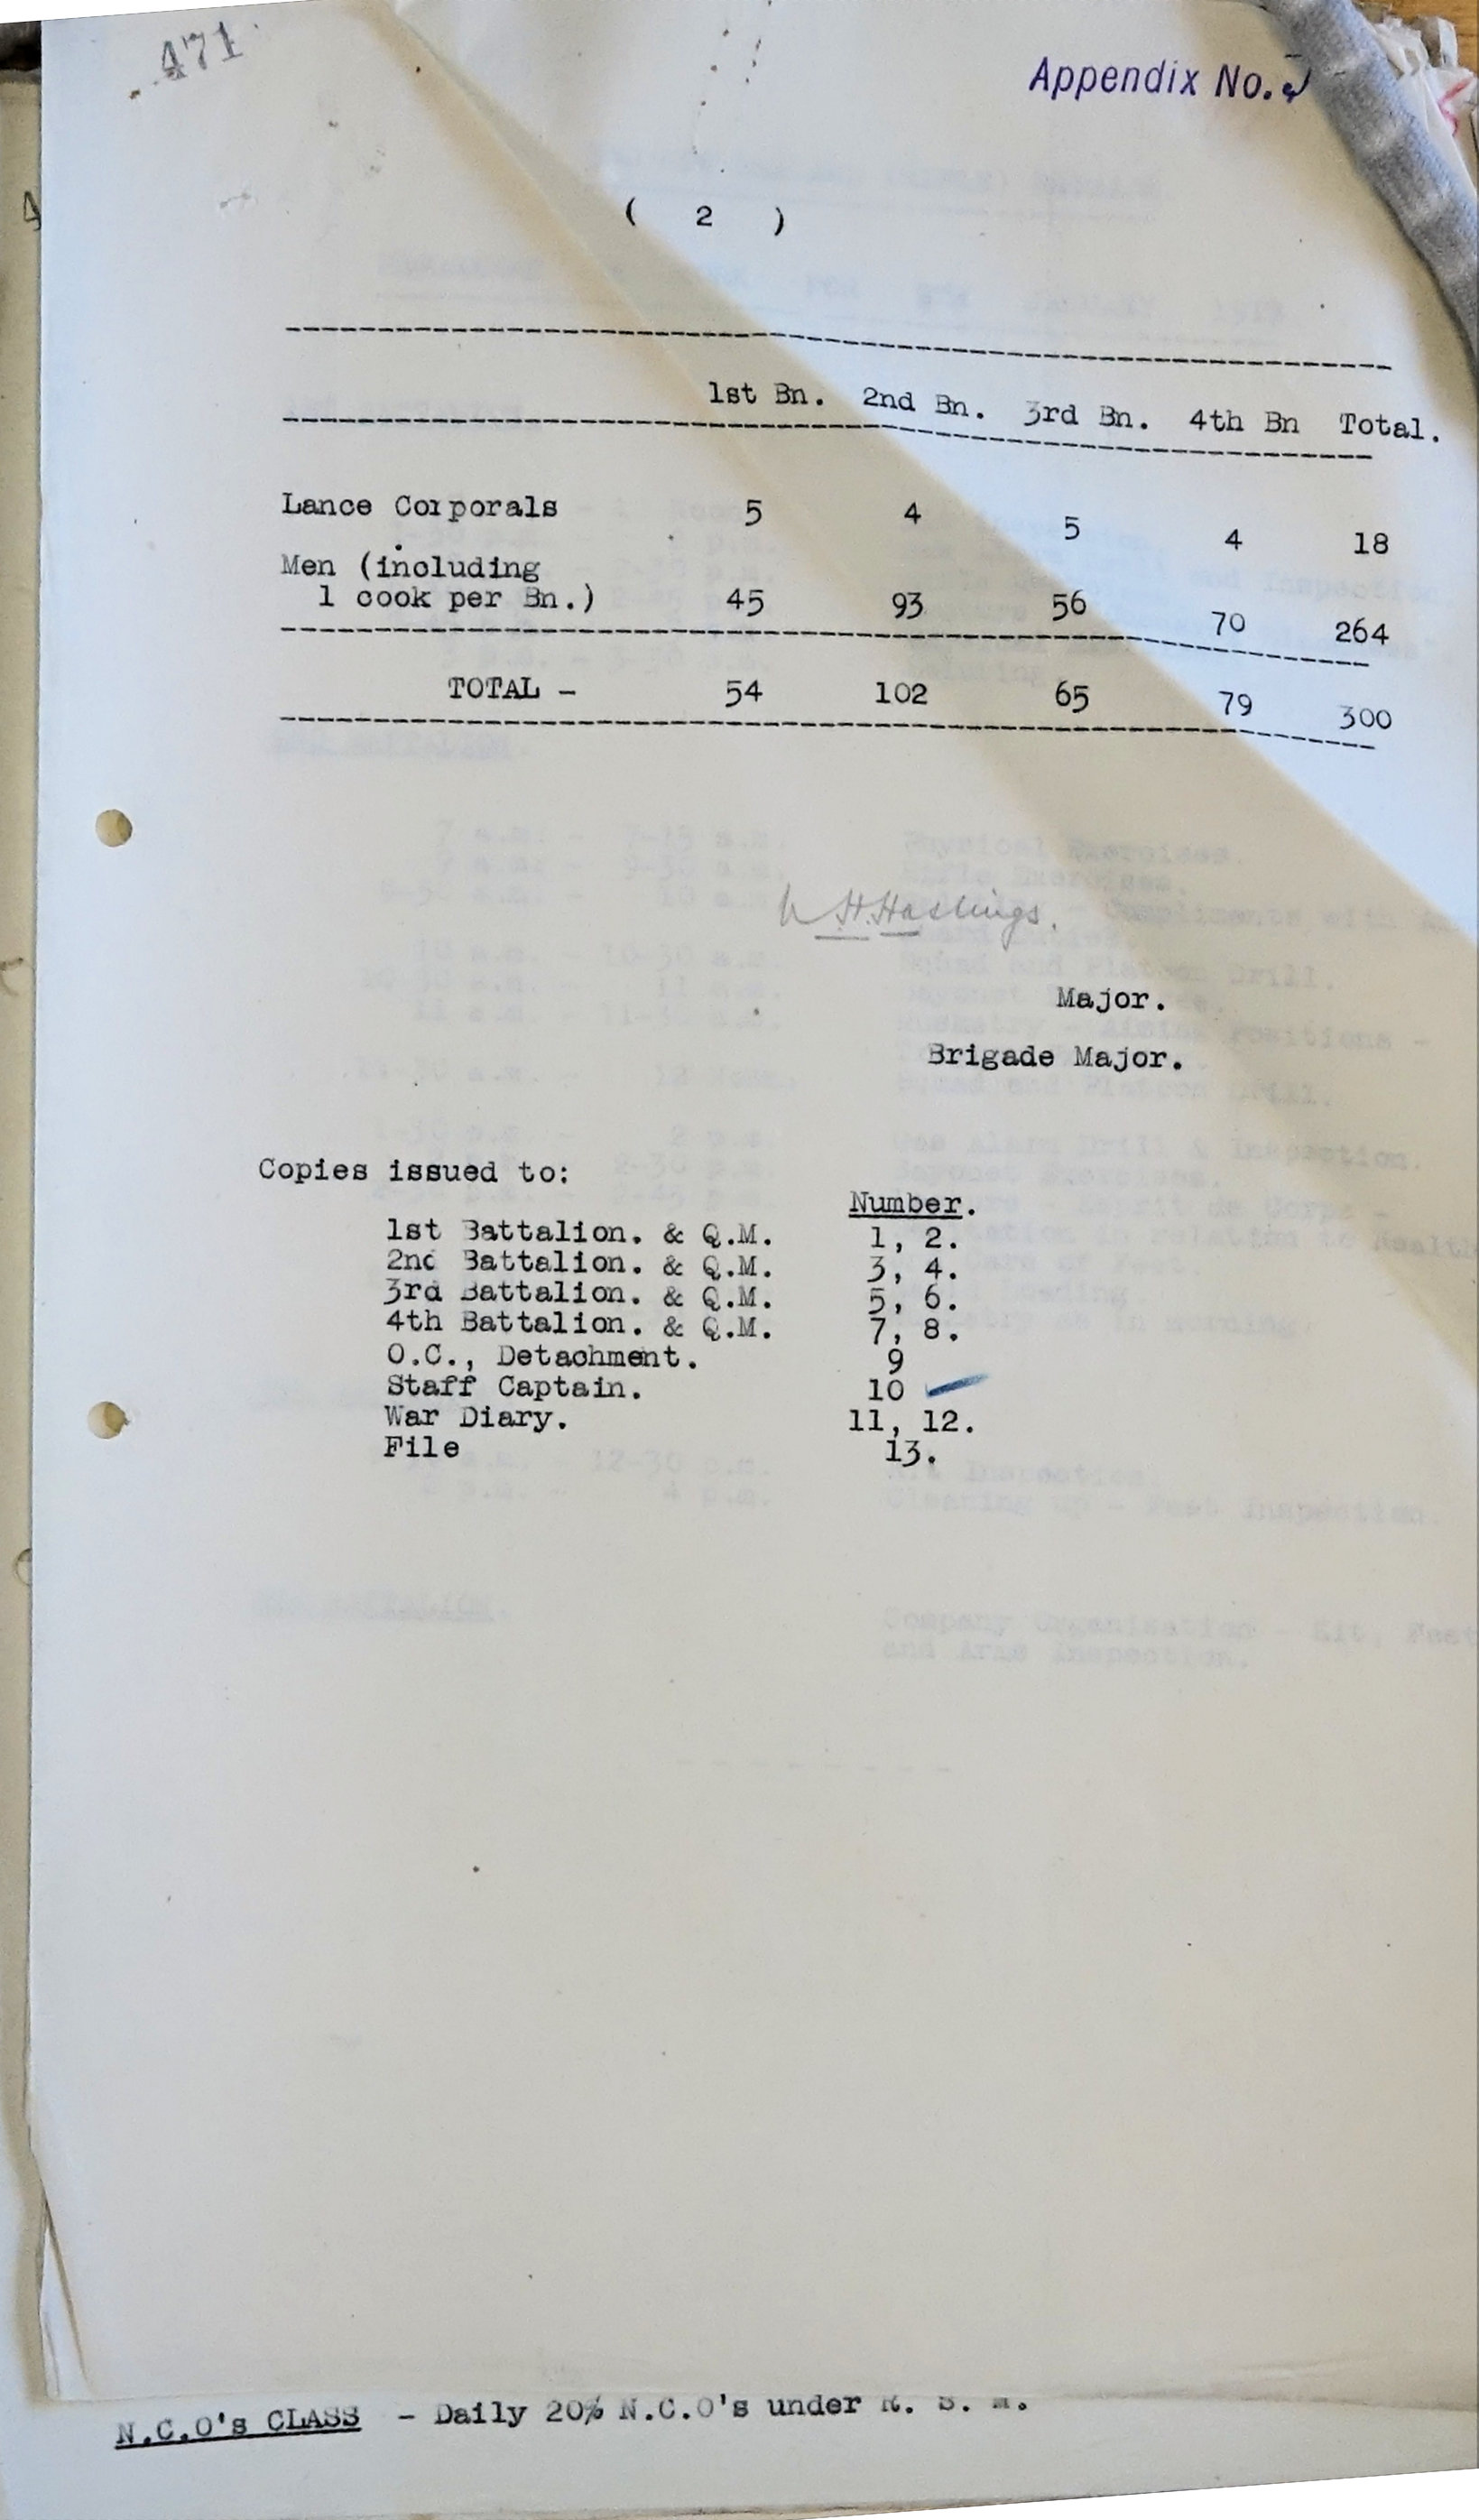 471
Appendix No.
( 2 )
1st Bn. 2nd Bn. 3rd Bn. 4th Bn Total.
Lance Corporals 5 4 5 4 18
Men (including
1 cook per Bn.) 45 93 56 70 264
TOTAL - 54 102 65 79 300
H. Hastings.
Major.
Brigade Major.
Copies issued to:
Number.
1st Battalion. & Q.M. 1, 2.
2nd Battalion. & Q.M. 3, 4.
3rd Battalion. & Q.M. 5, 6.
4th Battalion. & Q.M. 7, 8.
O.C., Detachment. 9
Staff Captain. 10
War Diary. 11, 12.
File 13.
N.C.O's CLASS - Daily 20% N.C.O's under R. S. M.